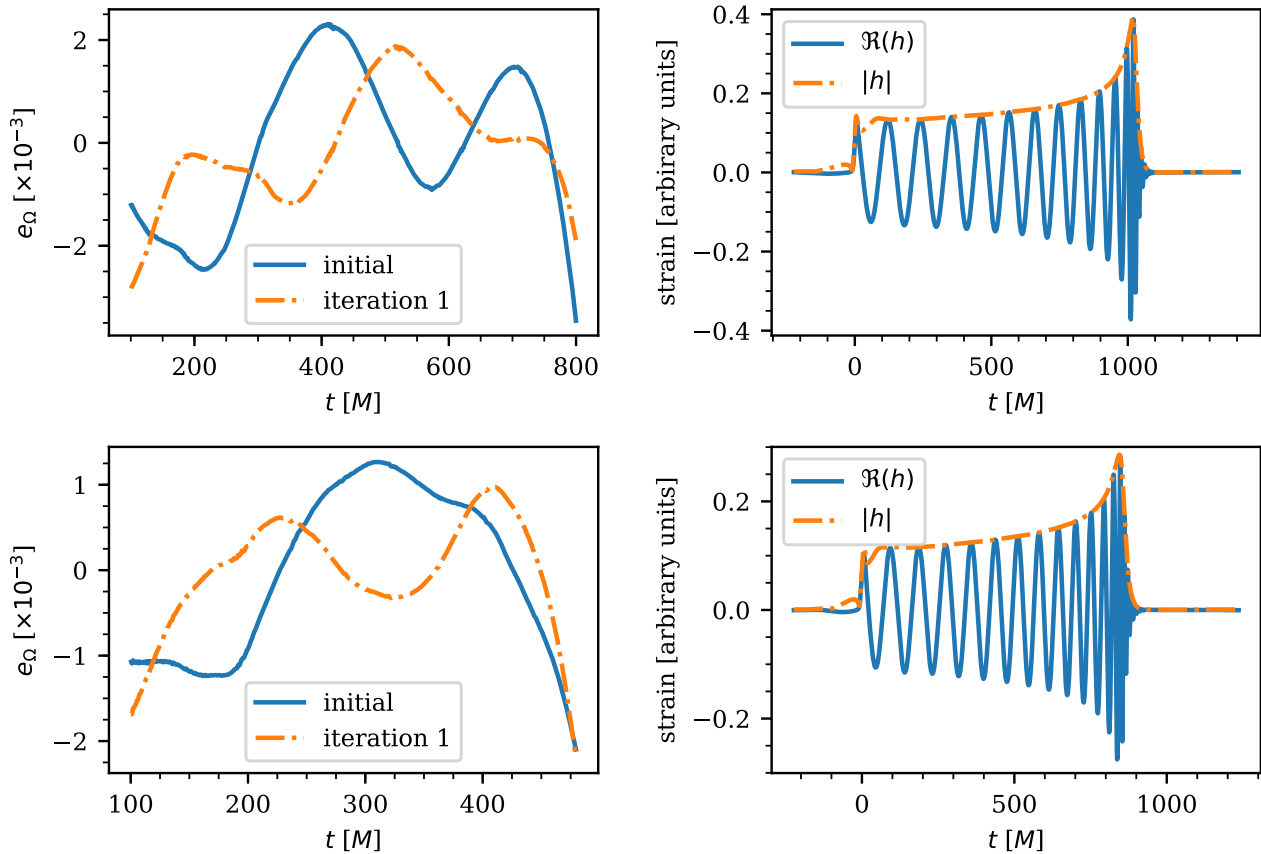 2
0
−2
e_Ω [×10^−3]
200
400
600
800
t [M]
initial
iteration 1
0.4
0.2
0.0
−0.2
−0.4
strain [arbirary units]
0
500
1000
t [M]
ℜ(h)
|h|
1
0
−1
−2
e_Ω [×10^−3]
100
200
300
400
t [M]
initial
iteration 1
0.2
0.0
−0.2
strain [arbirary units]
0
500
1000
t [M]
ℜ(h)
|h|